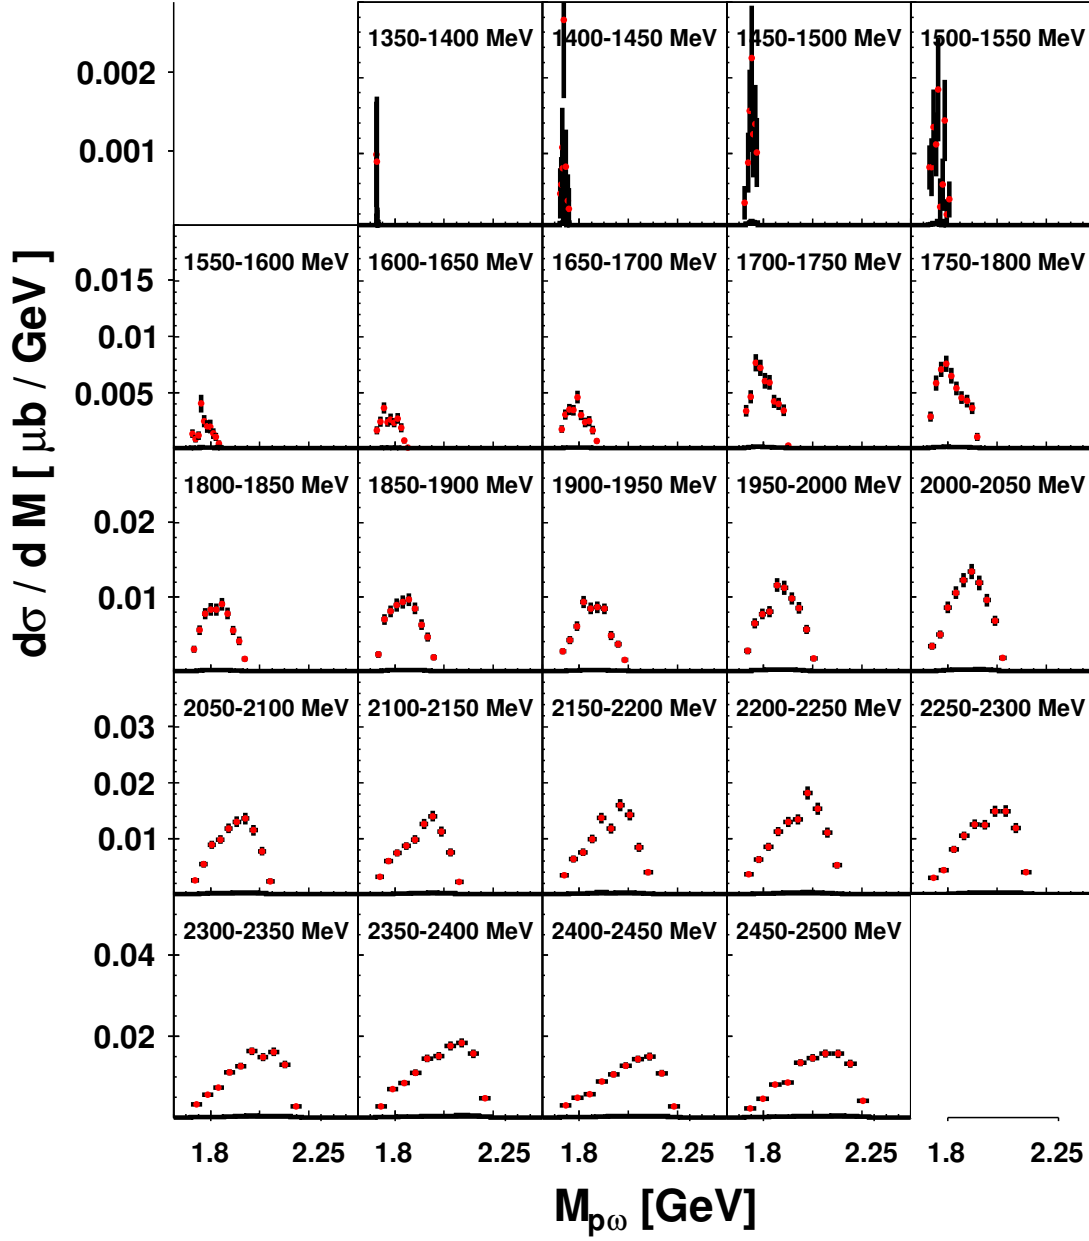 1350-1400 MeV
1400-1450 MeV
1450-1500 MeV
1500-1550 MeV
0.002
0.001
1550-1600 MeV
1600-1650 MeV
1650-1700 MeV
1700-1750 MeV
1750-1800 MeV
0.015
0.01
0.005
1800-1850 MeV
1850-1900 MeV
1900-1950 MeV
1950-2000 MeV
2000-2050 MeV
0.02
0.01
2050-2100 MeV
2100-2150 MeV
2150-2200 MeV
2200-2250 MeV
2250-2300 MeV
0.03
0.02
0.01
2300-2350 MeV
2350-2400 MeV
2400-2450 MeV
2450-2500 MeV
0.04
0.02
1.8 2.25 1.8 2.25 1.8 2.25 1.8 2.25 1.8 2.25
dσ / d M [ μb / GeV ]
M_pω [GeV]